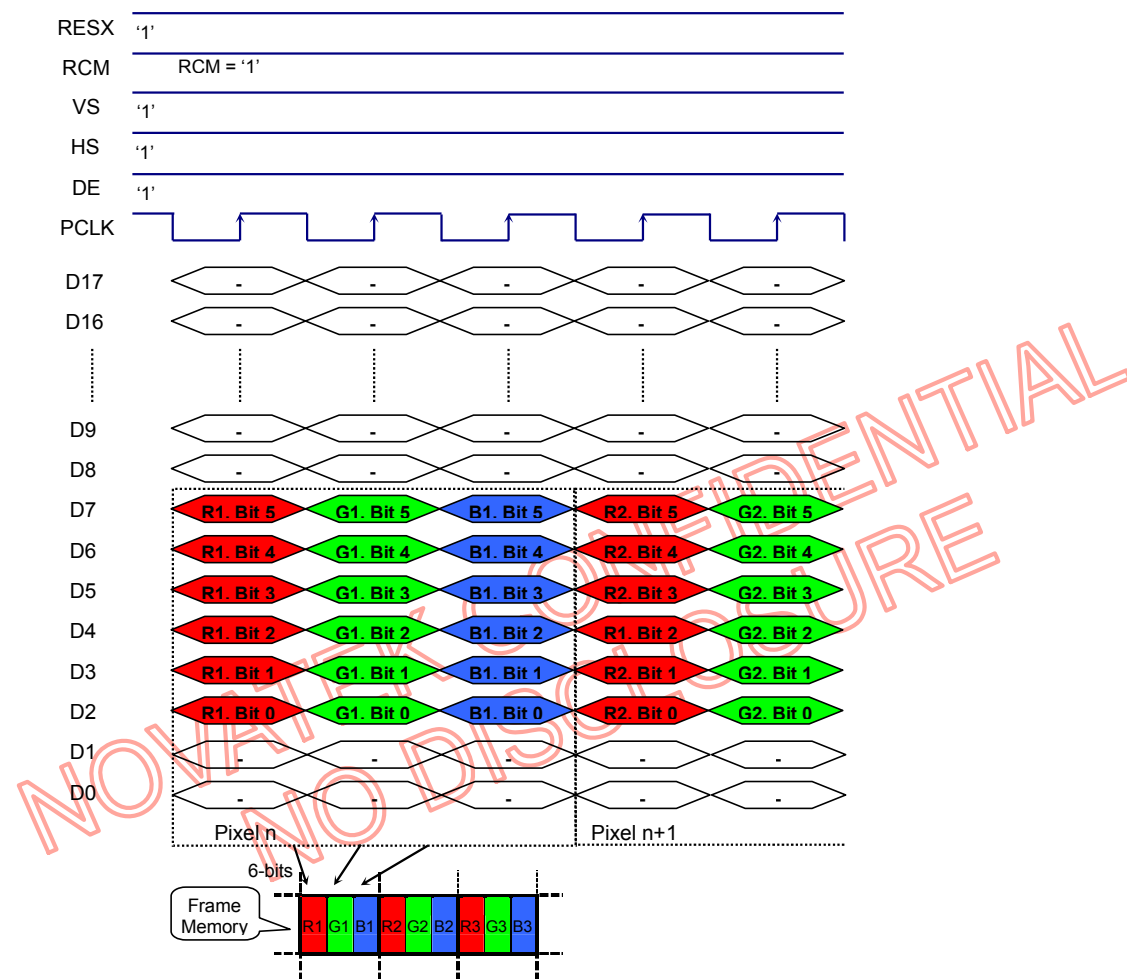 RESX ‘1’
RCM RCM = ‘1’
VS ‘1’
HS ‘1’
DE ‘1’
PCLK
D17 - - - - -
D16 - - - - -
D9 - - - - -
D8 - - - - -
D7 R1. Bit 5 G1. Bit 5 B1. Bit 5 R2. Bit 5 G2. Bit 5
D6 R1. Bit 4 G1. Bit 4 B1. Bit 4 R2. Bit 4 G2. Bit 4
D5 R1. Bit 3 G1. Bit 3 B1. Bit 3 R2. Bit 3 G2. Bit 3
D4 R1. Bit 2 G1. Bit 2 B1. Bit 2 R1. Bit 2 G2. Bit 2
D3 R1. Bit 1 G1. Bit 1 B1. Bit 1 R2. Bit 1 G2. Bit 1
D2 R1. Bit 0 G1. Bit 0 B1. Bit 0 R2. Bit 0 G2. Bit 0
D1 - - - - -
D0 - - - - -
Pixel n Pixel n+1
6-bits
Frame
Memory
R1 G1 B1 R2 G2 B2 R3 G3 B3
NOVATEK CONFIDENTIAL
NO DISCLOSURE